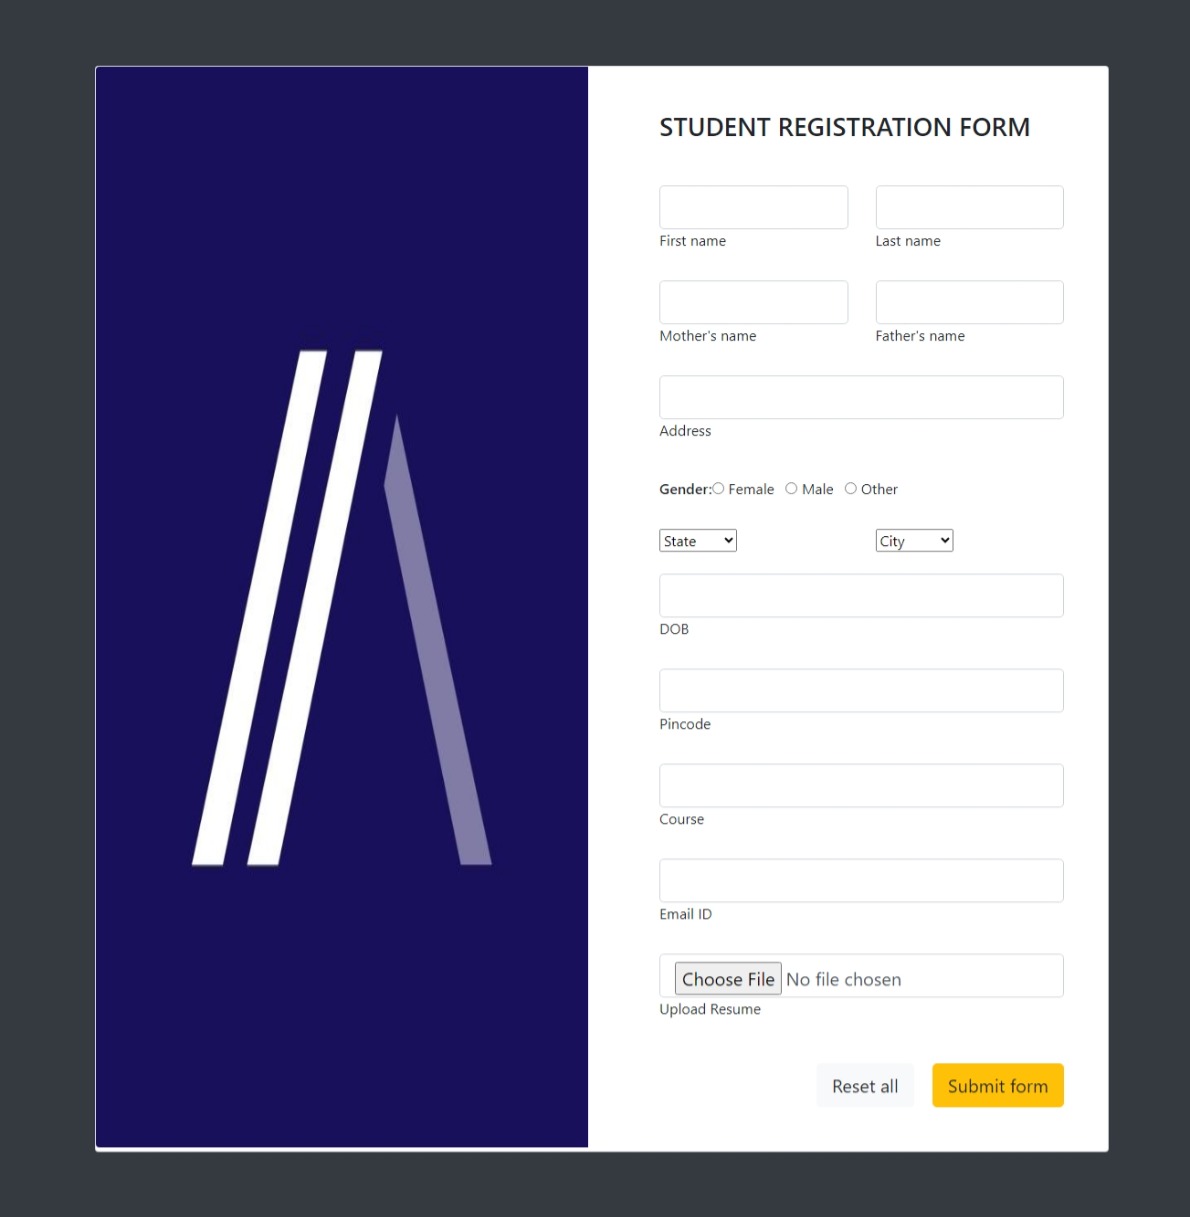 STUDENT REGISTRATION FORM
First name Last name
Mother's name Father's name
Address
Gender: Female Male Other
State City
DOB
Pincode
Course
Email ID
Choose File No file chosen
Upload Resume
Reset all Submit form